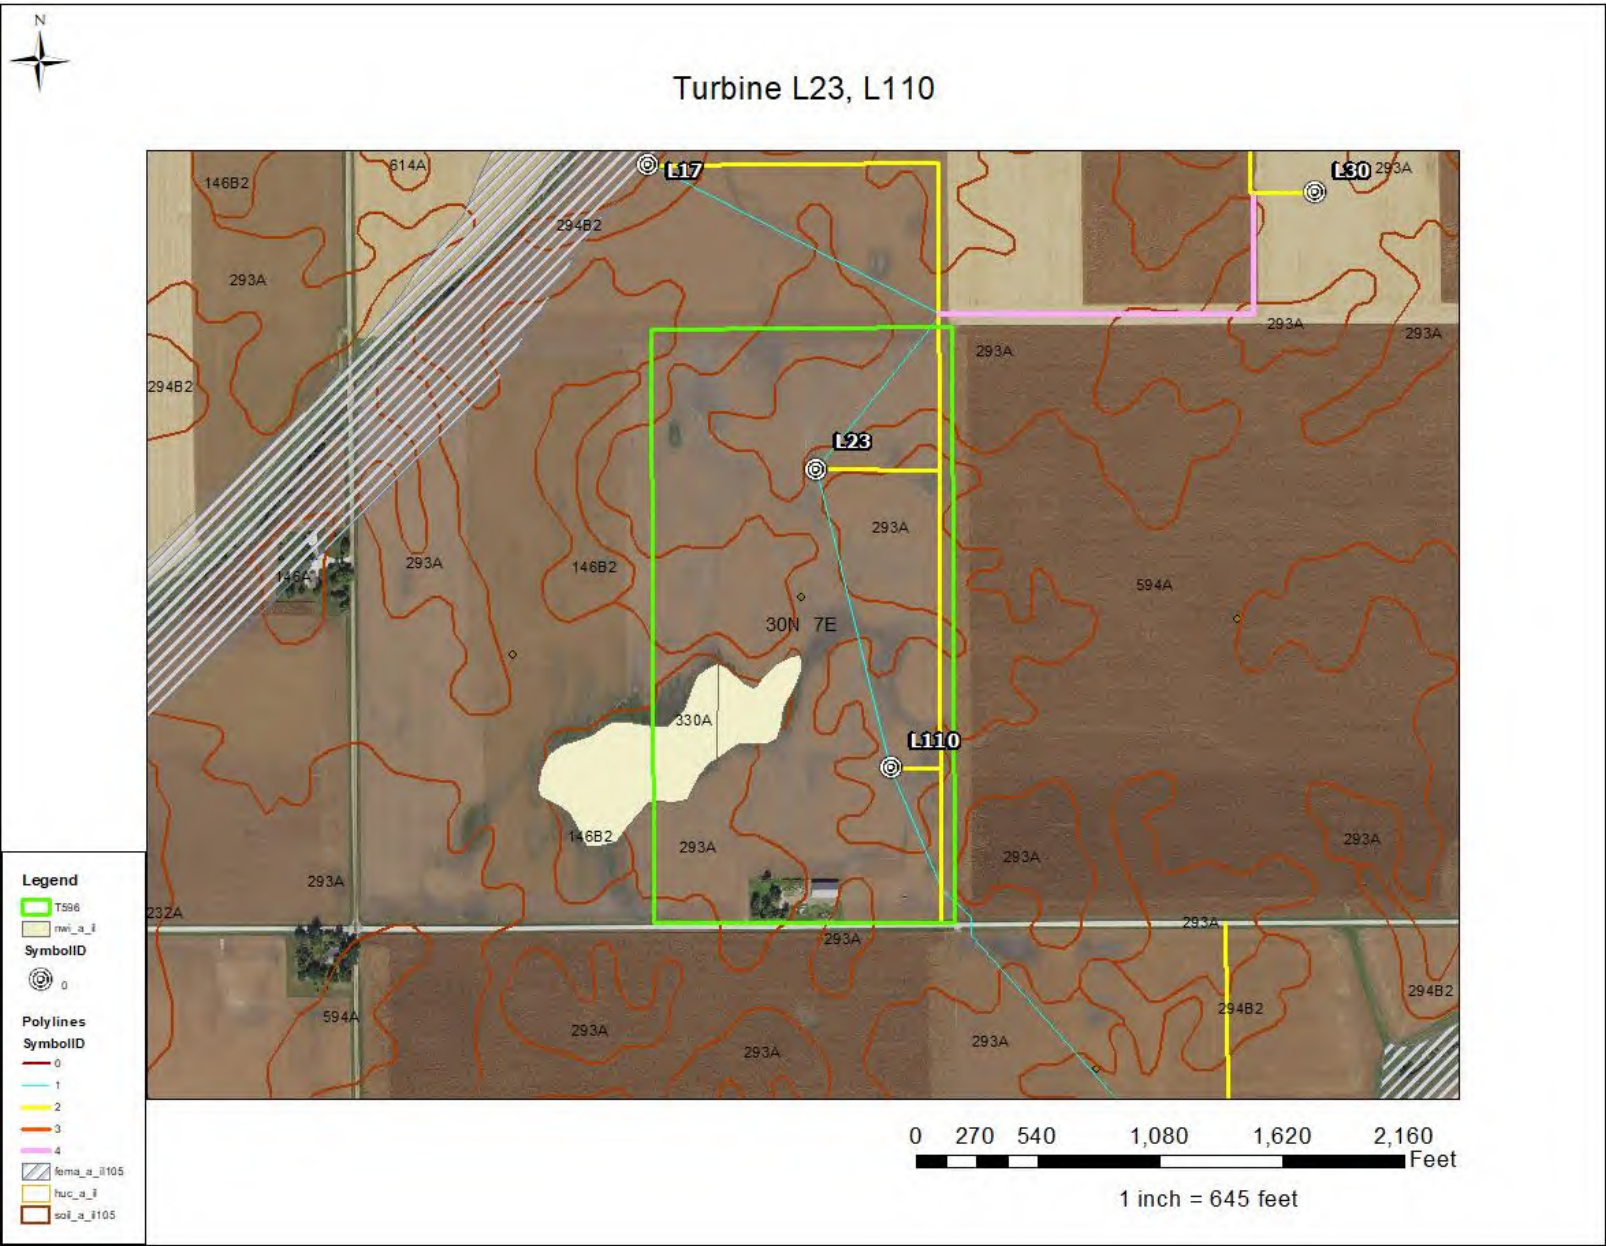 N
Turbine L23, L110
614A
L17
L30
293A
146B2
294B2
293A
293A
293A
293A
294B2
L23
293A
293A
146B2
146A
594A
30N 7E
330A
L110
146B2
293A
293A
293A
293A
232A
293A
293A
294B2
594A
293A
293A
293A
294B2
Legend
T596
nwi_a_il
SymbolID
0
Polylines
SymbolID
0
1
2
3
4
fema_a_il105
huc_a_il
soil_a_il105
0 270 540 1,080 1,620 2,160
Feet
1 inch = 645 feet